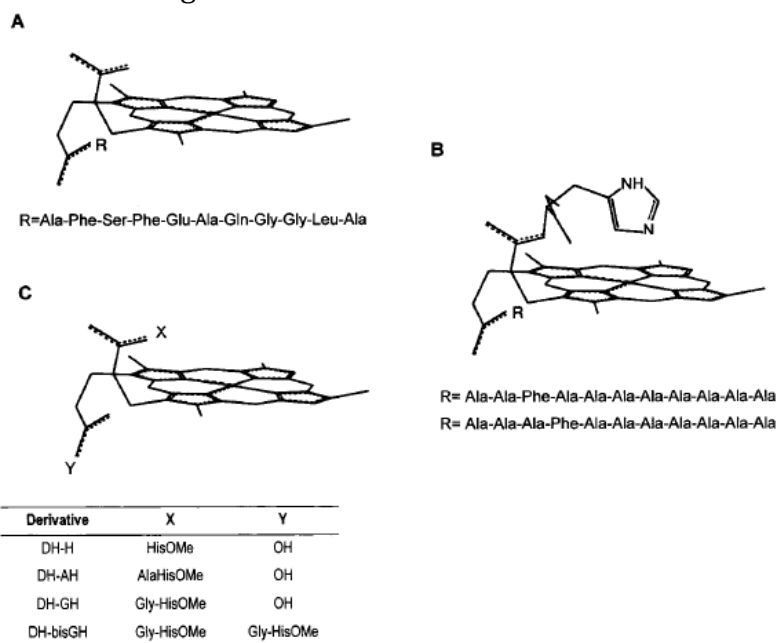 A
R
R=Ala-Phe-Ser-Phe-Glu-Ala-Gln-Gly-Gly-Leu-Ala
B
NH
N
R
R= Ala-Ala-Phe-Ala-Ala-Ala-Ala-Ala-Ala-Ala-Ala
R= Ala-Ala-Ala-Phe-Ala-Ala-Ala-Ala-Ala-Ala-Ala
C
X
Y
Derivative X Y
DH-H HisOMe OH
DH-AH AlaHisOMe OH
DH-GH Gly-HisOMe OH
DH-bisGH Gly-HisOMe Gly-HisOMe